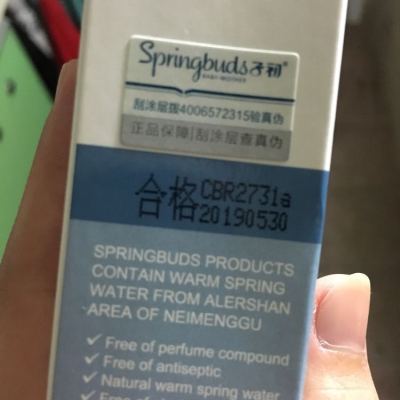 Springbuds子初®
BABY·MOTHER
刮涂层拨4006572315验真伪
正品保障|刮涂层查真伪
合格
CBR2731a
20190530
SPRINGBUDS PRODUCTS
CONTAIN WARM SPRING
WATER FROM ALERSHAN
AREA OF NEIMENGGU
✓ Free of perfume compound
✓ Free of antiseptic
✓ Natural warm spring water
✓ Free of